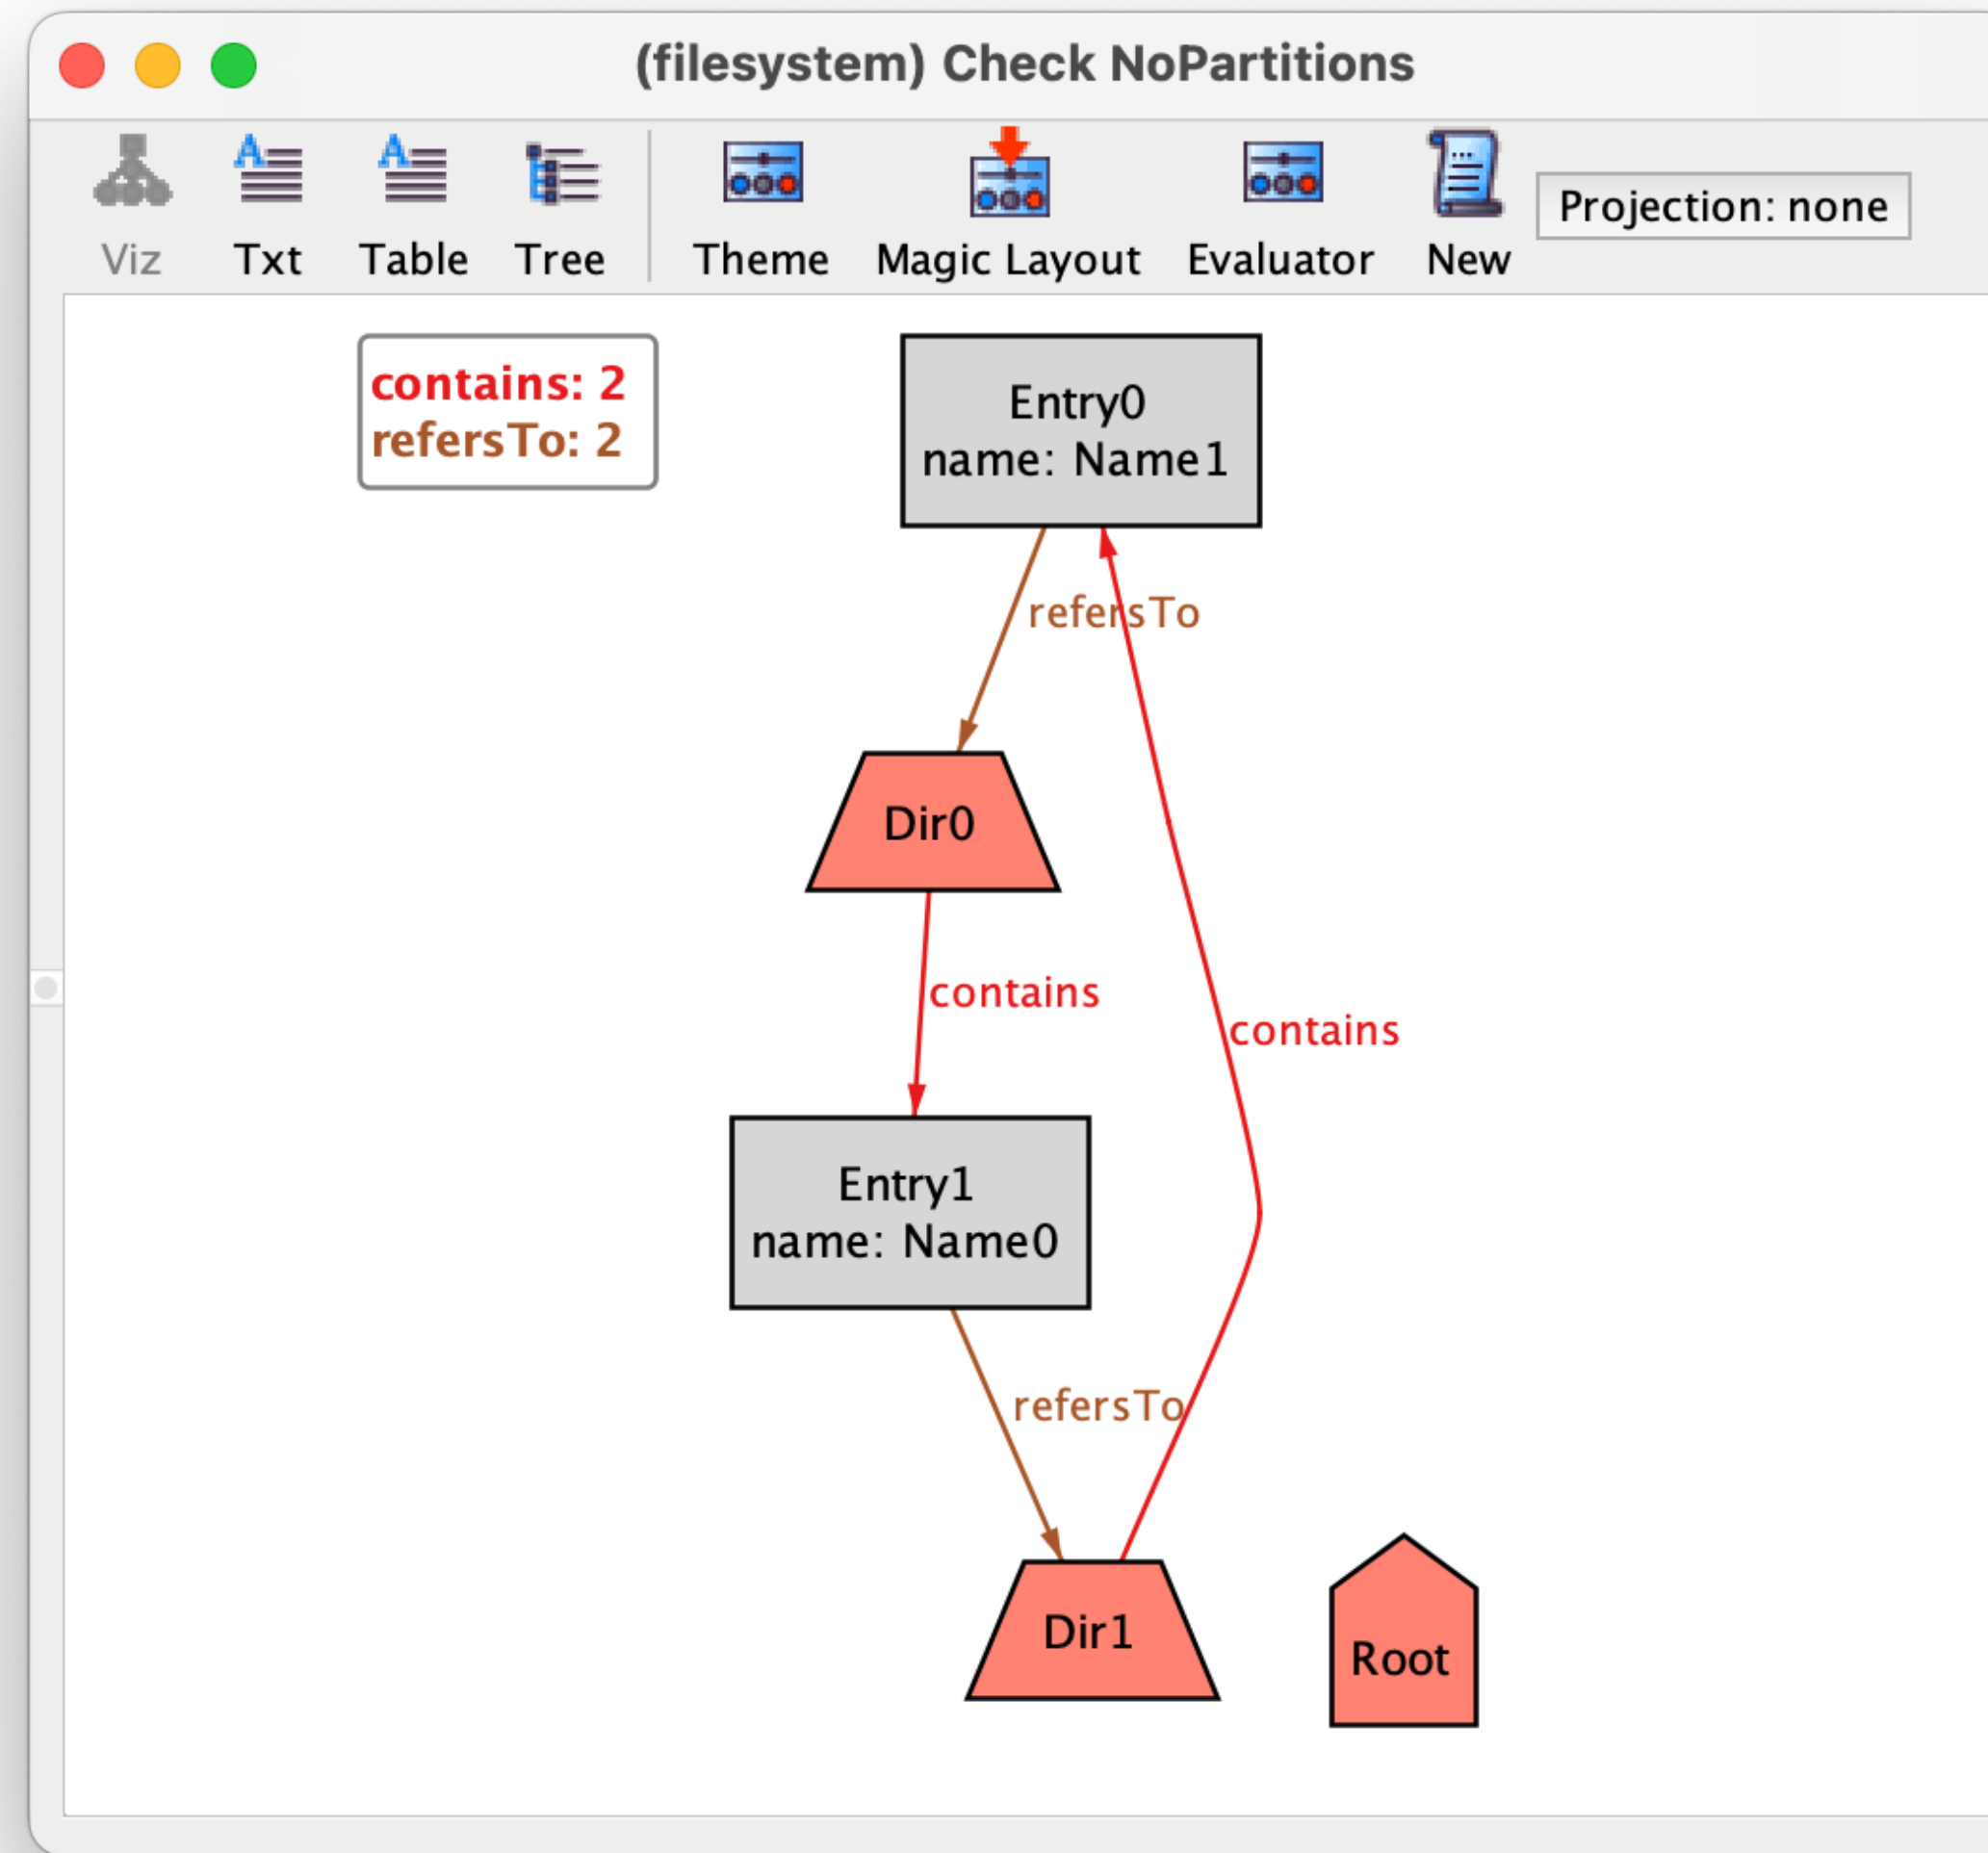 (filesystem) Check NoPartitions
Viz
Txt
Table
Tree
Theme
Magic Layout
Evaluator
New
Projection: none
contains: 2
refersTo: 2
Entry0
name: Name1
refersTo
Dir0
contains
contains
Entry1
name: Name0
refersTo
Dir1
Root